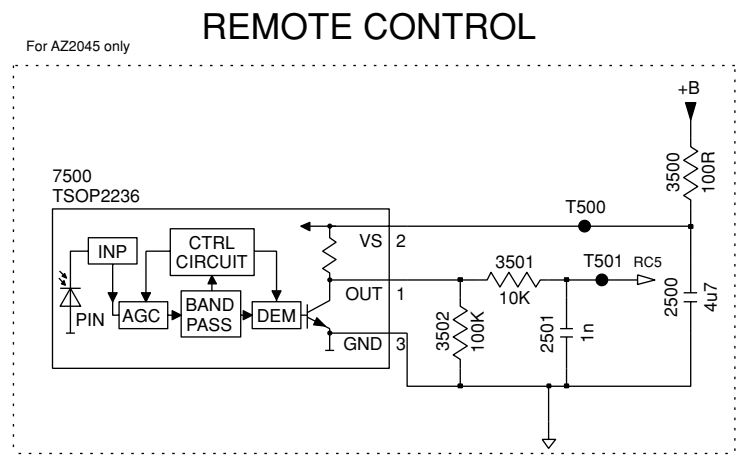 REMOTE CONTROL
For AZ2045 only
+B
3500
100R
7500
TSOP2236
T500
VS 2
INP
CTRL
CIRCUIT
3501
T501
RC5
OUT 1
10K
2500
4u7
PIN
AGC
BAND
PASS
DEM
3502
100K
2501
1n
GND 3